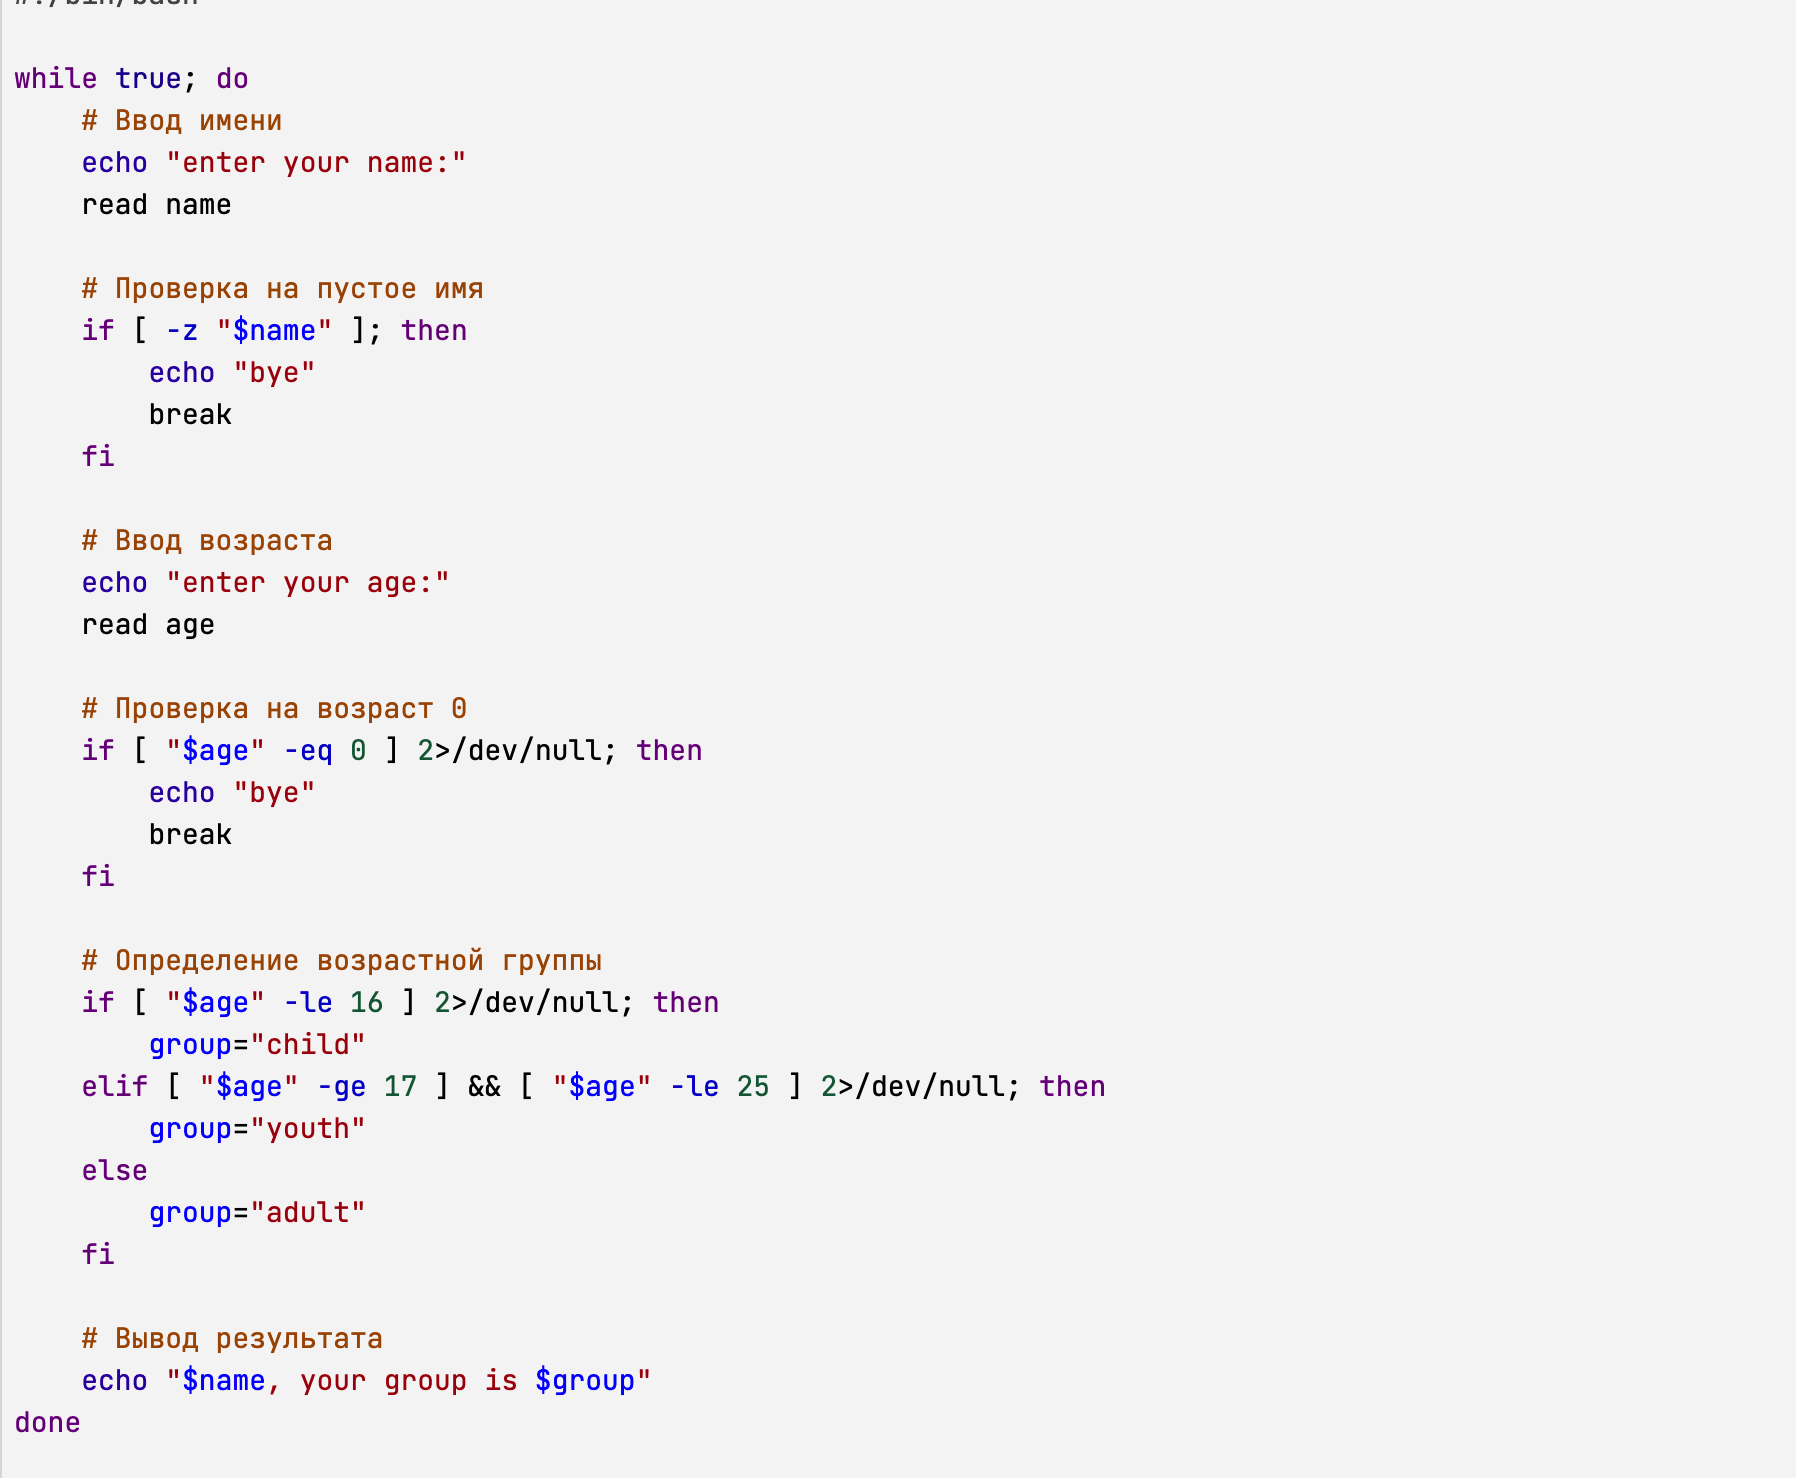 #!/bin/bash
while true; do
    # Ввод имени
    echo "enter your name:"
    read name
    # Проверка на пустое имя
    if [ -z "$name" ]; then
        echo "bye"
        break
    fi
    # Ввод возраста
    echo "enter your age:"
    read age
    # Проверка на возраст 0
    if [ "$age" -eq 0 ] 2>/dev/null; then
        echo "bye"
        break
    fi
    # Определение возрастной группы
    if [ "$age" -le 16 ] 2>/dev/null; then
        group="child"
    elif [ "$age" -ge 17 ] && [ "$age" -le 25 ] 2>/dev/null; then
        group="youth"
    else
        group="adult"
    fi
    # Вывод результата
    echo "$name, your group is $group"
done